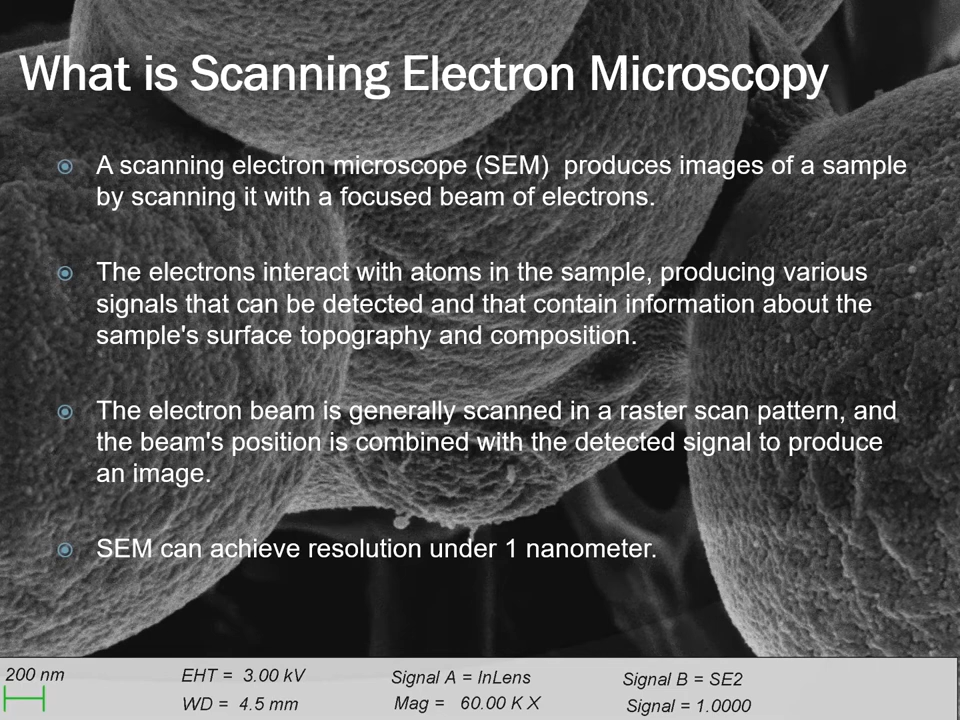 What is Scanning Electron Microscopy
A scanning electron microscope (SEM)  produces images of a sample
by scanning it with a focused beam of electrons.
The electrons interact with atoms in the sample, producing various
signals that can be detected and that contain information about the
sample's surface topography and composition.
The electron beam is generally scanned in a raster scan pattern, and
the beam's position is combined with the detected signal to produce
an image.
SEM can achieve resolution under 1 nanometer.
200 nm EHT = 3.00 kV Signal A = InLens Signal B = SE2
WD = 4.5 mm Mag = 60.00 K X Signal = 1.0000